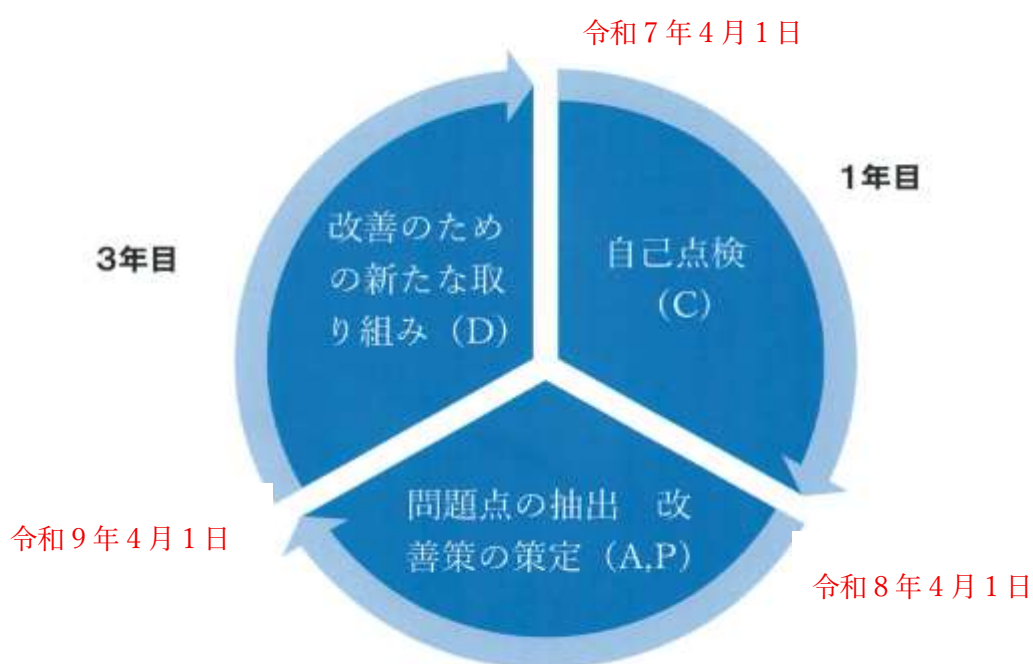 令和７年４月１日
1年目
自己点検
（C）
令和８年４月１日
問題点の抽出　改
善策の策定（A,P）
令和９年４月１日
3年目
改善のため
の新たな取
り組み（D）